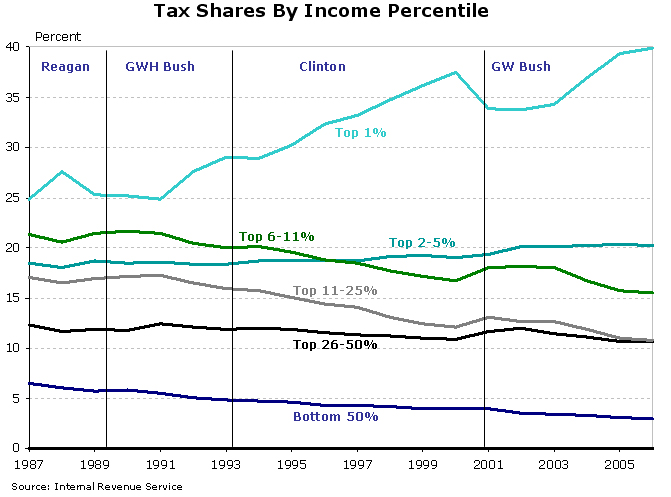 Tax Shares By Income Percentile
Percent
40
Reagan GWH Bush Clinton GW Bush
35
Top 1%
30
25
Top 6-11%
Top 2-5%
20
Top 11-25%
15
Top 26-50%
10
5
Bottom 50%
0
1987 1989 1991 1993 1995 1997 1999 2001 2003 2005
Source: Internal Revenue Service